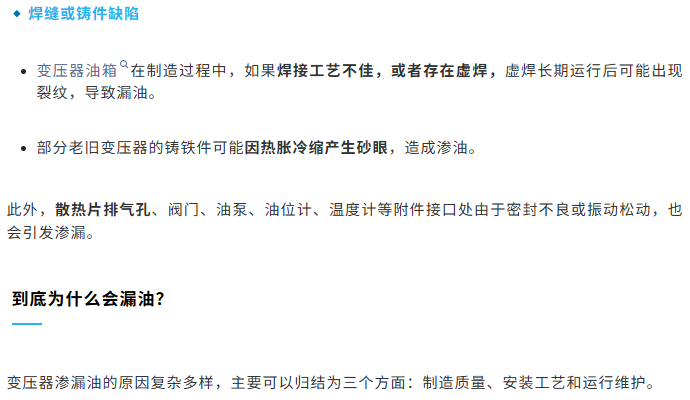 焊缝或铸件缺陷
变压器油箱在制造过程中，如果焊接工艺不佳，或者存在虚焊，虚焊长期运行后可能出现
裂纹，导致漏油。
部分老旧变压器的铸铁件可能因热胀冷缩产生砂眼，造成渗油。
此外，散热片排气孔、阀门、油泵、油位计、温度计等附件接口处由于密封不良或振动松动，也
会引发渗漏。
到底为什么会漏油？
变压器渗漏油的原因复杂多样，主要可以归结为三个方面：制造质量、安装工艺和运行维护。